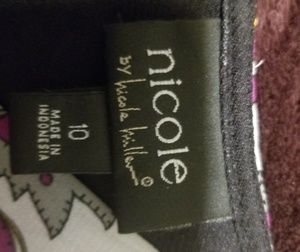 nicole
by nicole miller ©
10
MADE IN
INDONESIA